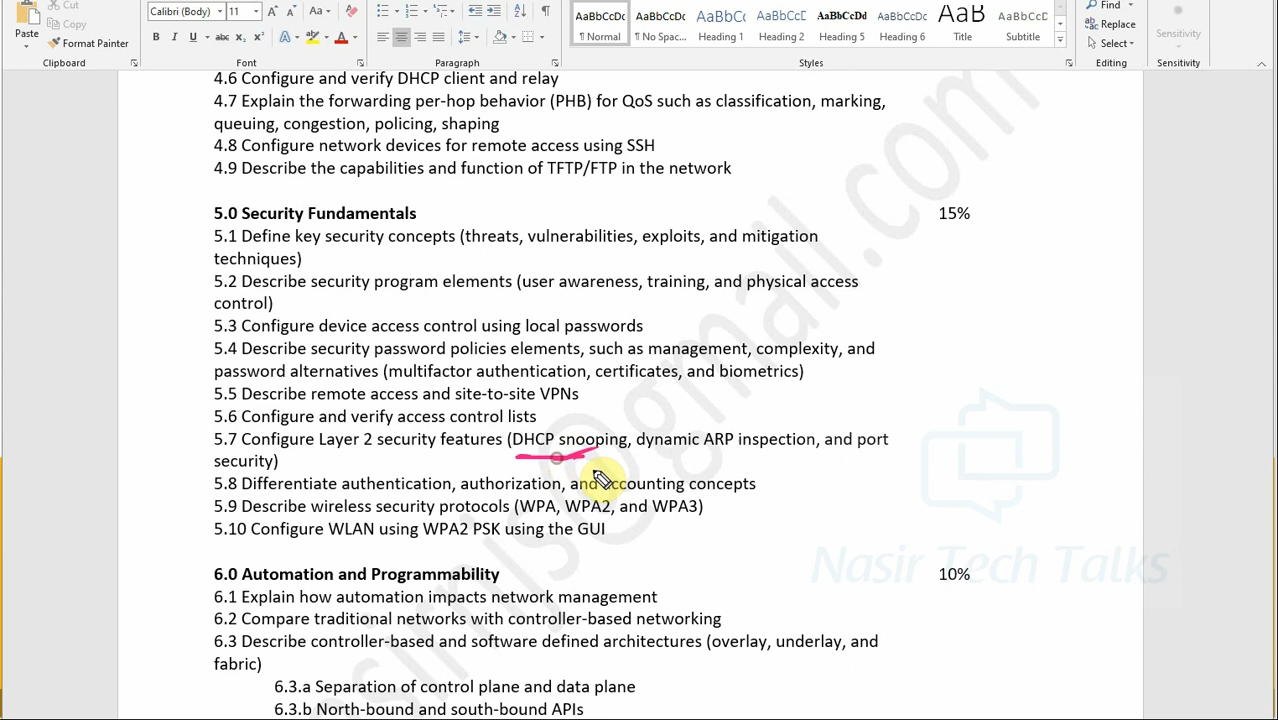 Cut
Copy
Paste
Format Painter
Clipboard
Calibri (Body) 11 A A Aa A
B I U abc x₂ x² A A
Font
Paragraph
AaBbCcDc AaBbCcDc AaBbCc AaBbCcC AaBbCcDd AaBbCcDc AaB AaBbCcD
¶ Normal ¶ No Spac... Heading 1 Heading 2 Heading 5 Heading 6 Title Subtitle
Styles
Find
Replace
Select
Editing
Sensitivity
Sensitivity
4.6 Configure and verify DHCP client and relay
4.7 Explain the forwarding per-hop behavior (PHB) for QoS such as classification, marking,
queuing, congestion, policing, shaping
4.8 Configure network devices for remote access using SSH
4.9 Describe the capabilities and function of TFTP/FTP in the network
5.0 Security Fundamentals 15%
5.1 Define key security concepts (threats, vulnerabilities, exploits, and mitigation
techniques)
5.2 Describe security program elements (user awareness, training, and physical access
control)
5.3 Configure device access control using local passwords
5.4 Describe security password policies elements, such as management, complexity, and
password alternatives (multifactor authentication, certificates, and biometrics)
5.5 Describe remote access and site-to-site VPNs
5.6 Configure and verify access control lists
5.7 Configure Layer 2 security features (DHCP snooping, dynamic ARP inspection, and port
security)
5.8 Differentiate authentication, authorization, and accounting concepts
5.9 Describe wireless security protocols (WPA, WPA2, and WPA3)
5.10 Configure WLAN using WPA2 PSK using the GUI
6.0 Automation and Programmability 10%
6.1 Explain how automation impacts network management
6.2 Compare traditional networks with controller-based networking
6.3 Describe controller-based and software defined architectures (overlay, underlay, and
fabric)
6.3.a Separation of control plane and data plane
6.3.b North-bound and south-bound APIs
Nasir Tech Talks
@gmail.com